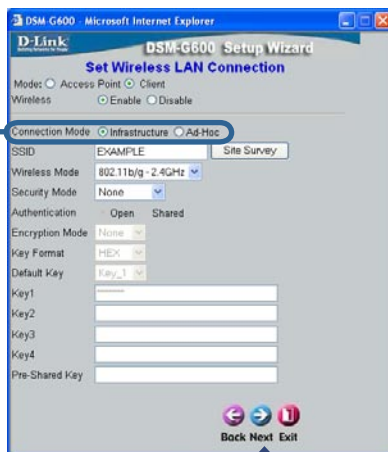 DSM-G600 - Microsoft Internet Explorer
D-Link
Building Networks for People
DSM-G600 Setup Wizard
Set Wireless LAN Connection
Mode: Access Point Client
Wireless Enable Disable
Connection Mode Infrastructure Ad-Hoc
SSID EXAMPLE Site Survey
Wireless Mode 802.11b/g - 2.4GHz
Security Mode None
Authentication Open Shared
Encryption Mode None
Key Format HEX
Default Key Key_1
Key1
Key2
Key3
Key4
Pre-Shared Key
Back Next Exit